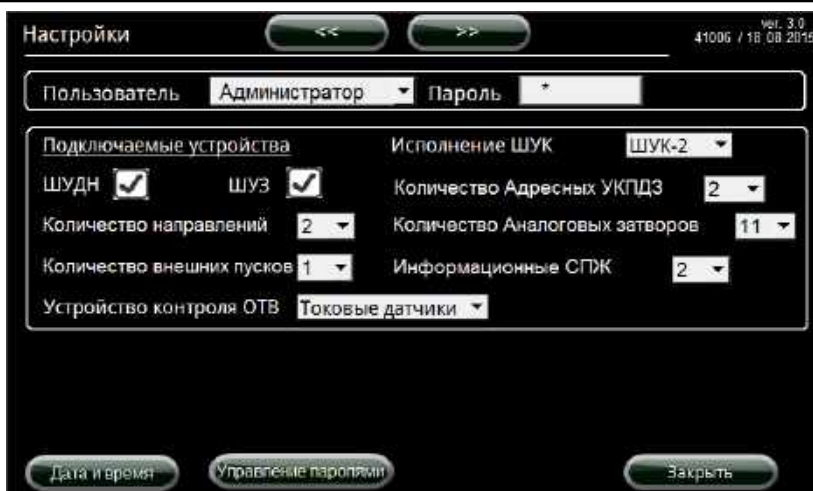 Настройки << >> ver. 3.0
41006 / 18 08 2015
Пользователь Администратор Пароль *
Подключаемые устройства Исполнение ШУК ШУК-2
ШУДН ШУЗ Количество Адресных УКПДЗ 2
Количество направлений 2 Количество Аналоговых затворов 11
Количество внешних пусков 1 Информационные СПЖ 2
Устройство контроля ОТВ Токовые датчики
Дата и время Управление паролями Закрыть